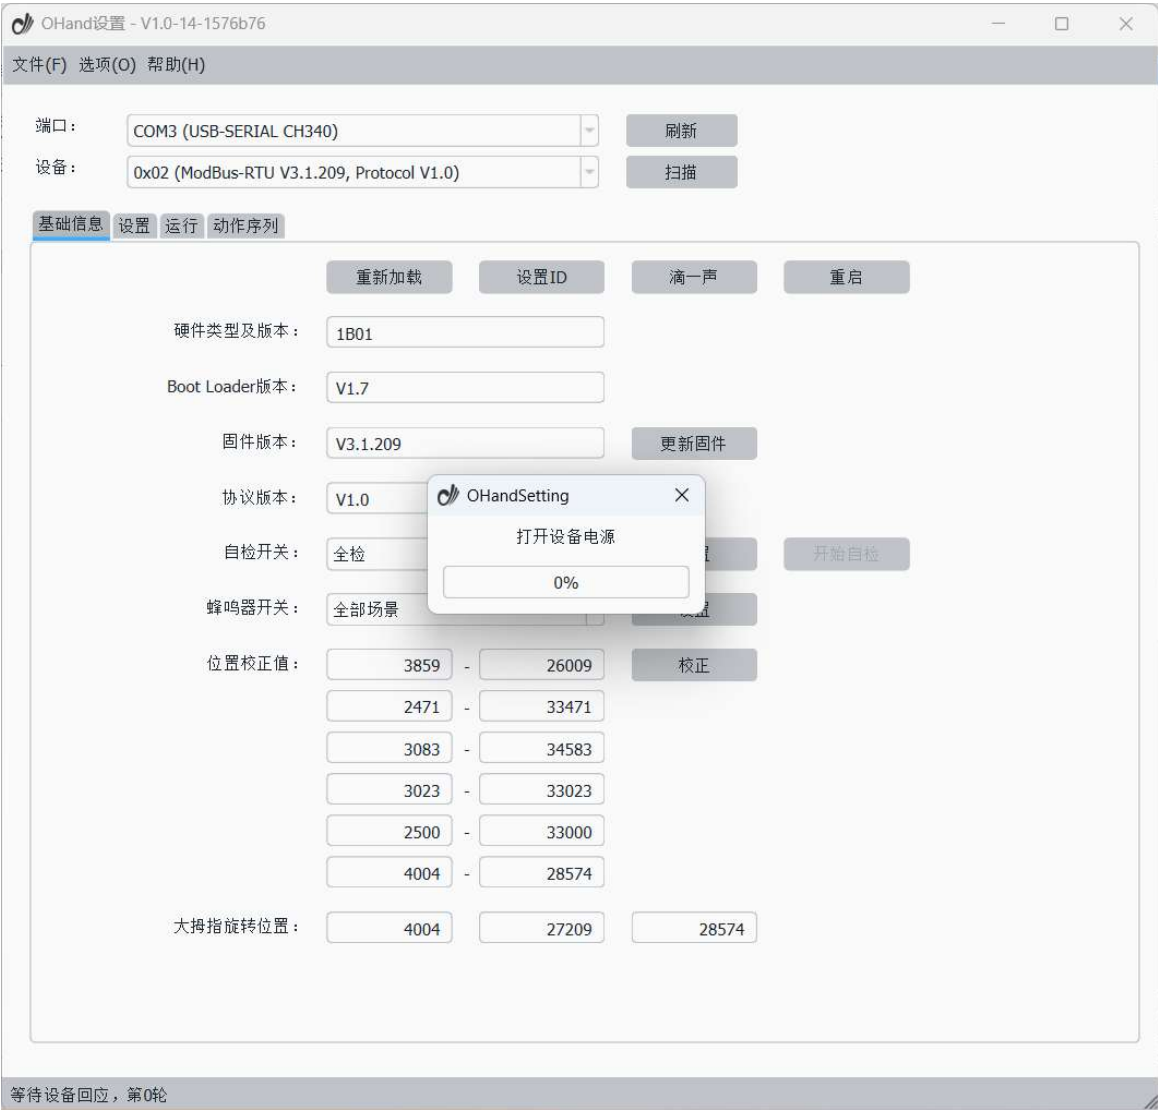 OHand设置 - V1.0-14-1576b76
文件(F) 选项(O) 帮助(H)
端口： COM3 (USB-SERIAL CH340) 刷新
设备： 0x02 (ModBus-RTU V3.1.209, Protocol V1.0) 扫描
基础信息 设置 运行 动作序列
重新加载 设置ID 滴一声 重启
硬件类型及版本： 1B01
Boot Loader版本： V1.7
固件版本： V3.1.209 更新固件
协议版本： V1.0
OHandSetting
打开设备电源
0%
自检开关： 全检 开始自检
蜂鸣器开关： 全部场景
位置校正值： 3859 - 26009 校正
2471 - 33471
3083 - 34583
3023 - 33023
2500 - 33000
4004 - 28574
大拇指旋转位置： 4004 27209 28574
等待设备回应，第0轮